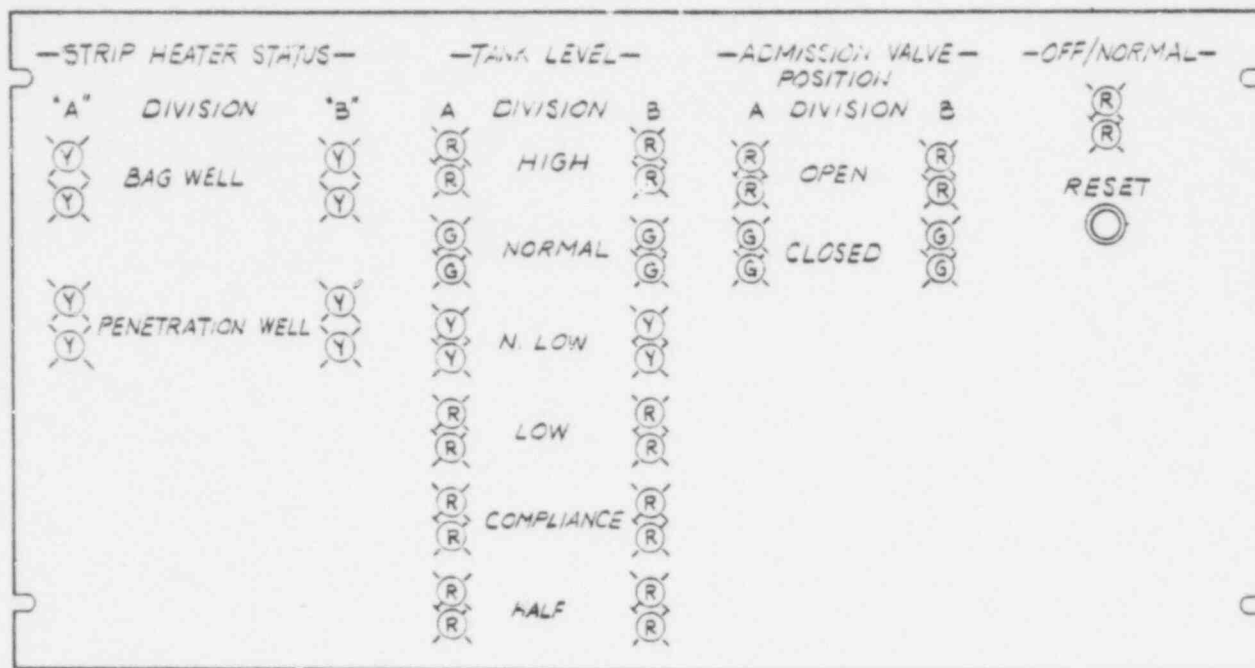 —STRIP HEATER STATUS—
"A" DIVISION "B"
Y Y
BAG WELL
Y Y
Y Y
PENETRATION WELL
Y Y
—TANK LEVEL—
A DIVISION B
R R
HIGH
R R
G G
NORMAL
G G
Y Y
N. LOW
Y Y
R R
LOW
R R
R R
COMPLIANCE
R R
R R
HALF
R R
—ADMISSION VALVE—
POSITION
A DIVISION B
R R
OPEN
R R
G G
CLOSED
G G
—OFF/NORMAL—
R
R
RESET